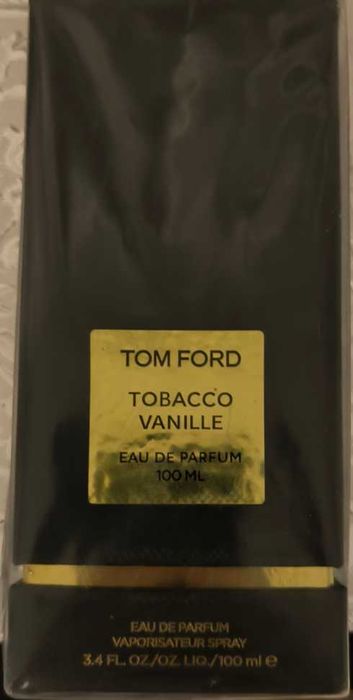 TOM FORD
TOBACCO
VANILLE
EAU DE PARFUM
100 ML
EAU DE PARFUM
VAPORISATEUR SPRAY
3.4 FL. OZ./OZ. LIQ./100 ml e